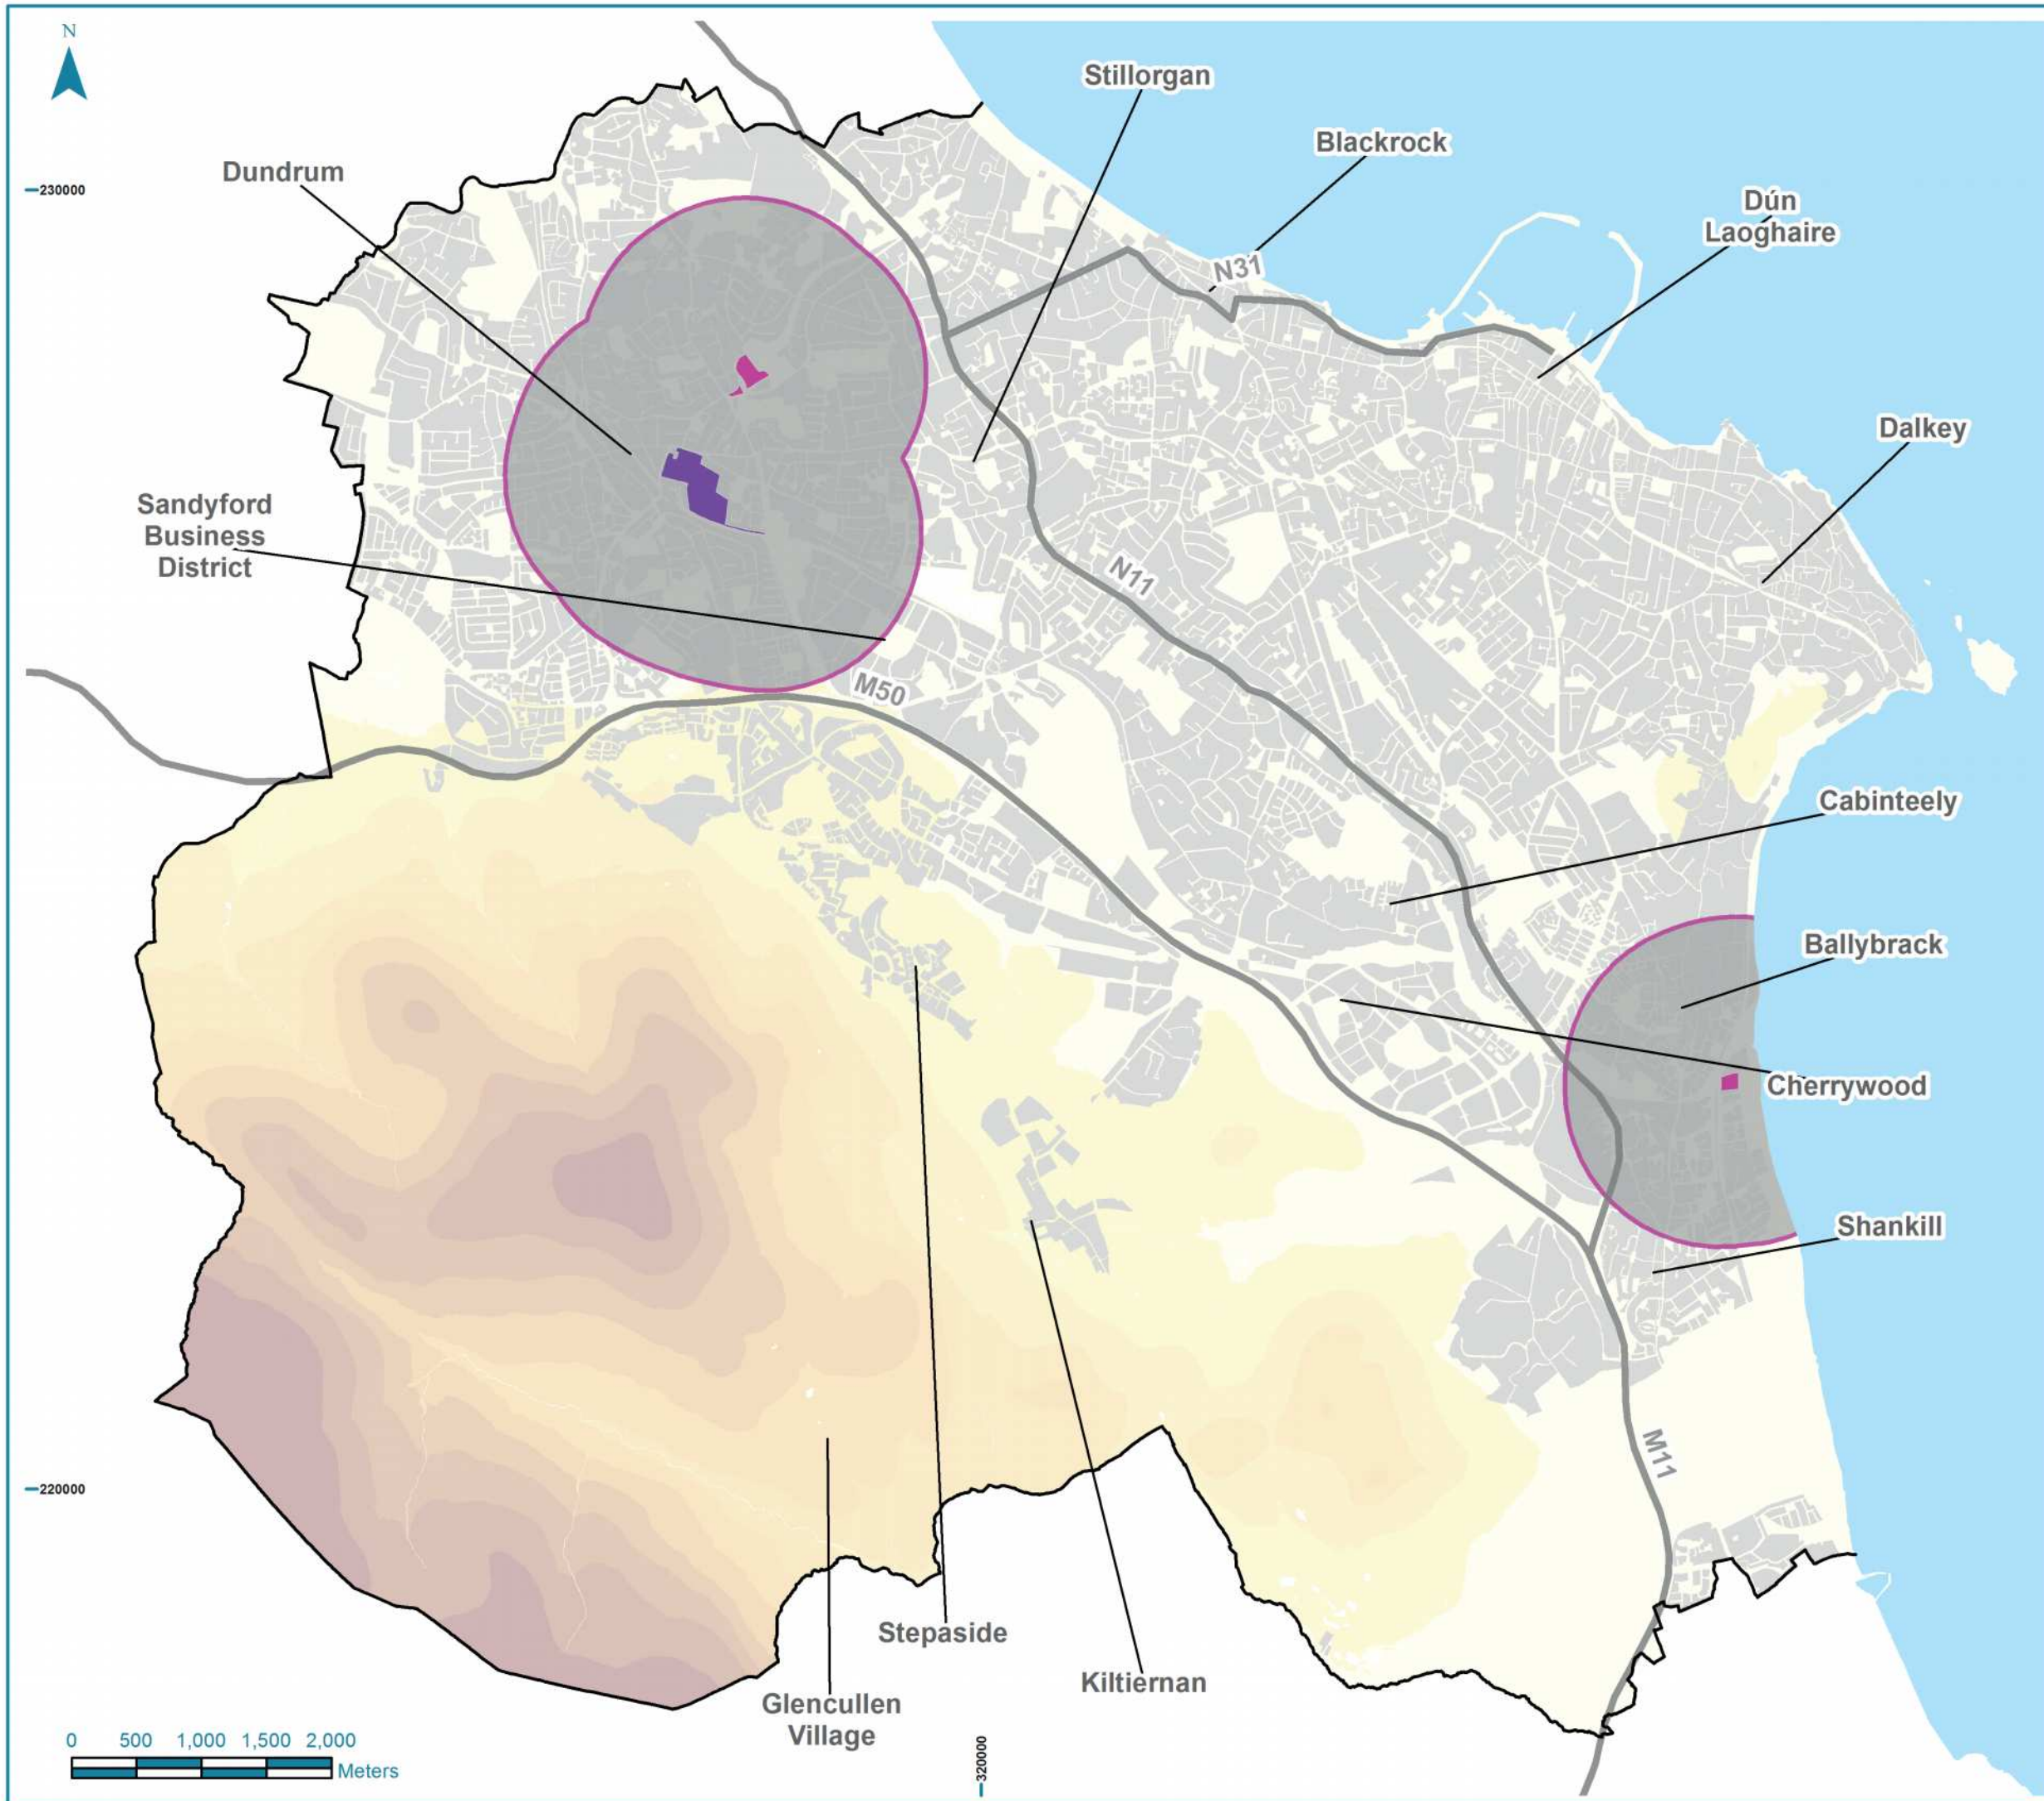 N
Stillorgan
Blackrock
Dundrum
230000
Dún
Laoghaire
N31
Dalkey
Sandyford
Business
District
N11
M50
Cabinteely
Ballybrack
Cherrywood
Shankill
M11
220000
Stepaside
Kiltiernan
Glencullen
Village
0 500 1,000 1,500 2,000
Meters
320000